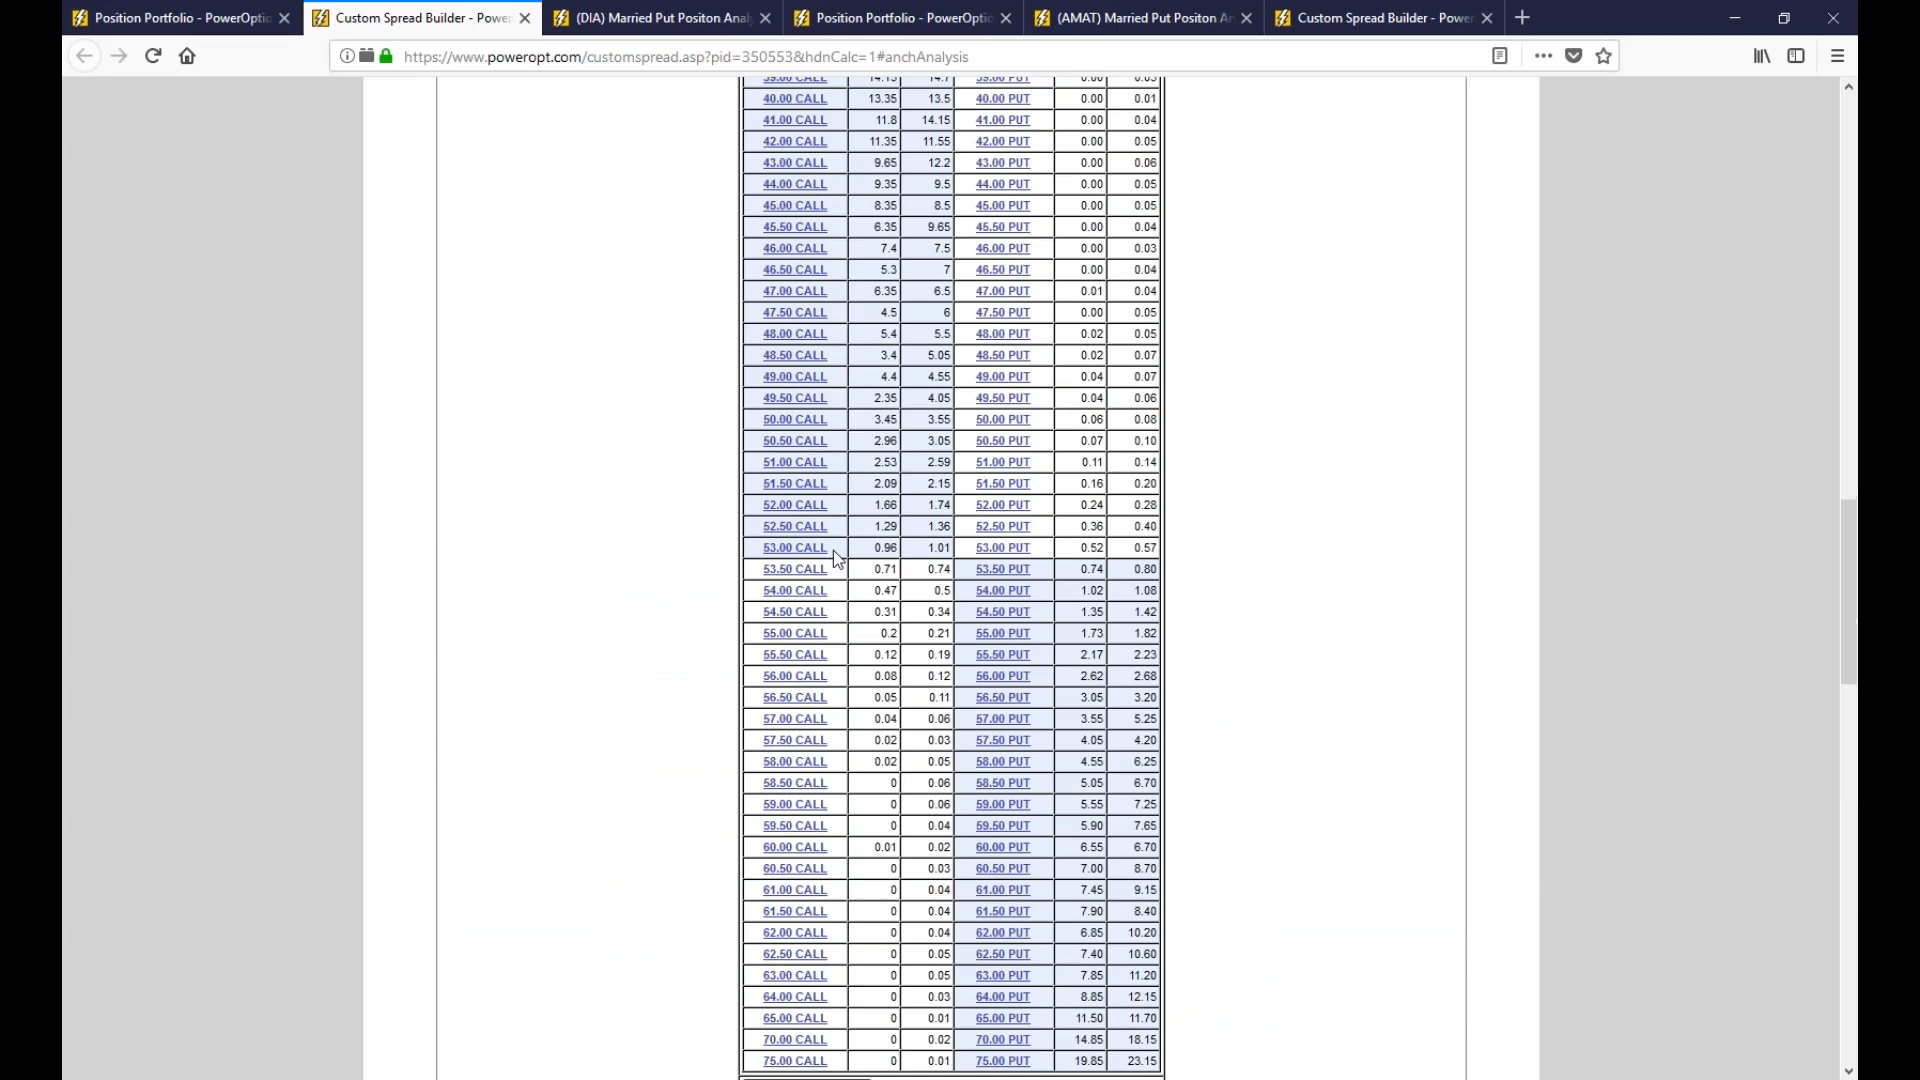 Position Portfolio - PowerOptio
Custom Spread Builder - Power
(DIA) Married Put Positon Anal
Position Portfolio - PowerOptio
(AMAT) Married Put Positon An
Custom Spread Builder - Power
https://www.poweropt.com/customspread.asp?pid=350553&hdnCalc=1#anchAnalysis
39.00 CALL 14.15 14.7 39.00 PUT 0.00 0.03
40.00 CALL 13.35 13.5 40.00 PUT 0.00 0.01
41.00 CALL 11.8 14.15 41.00 PUT 0.00 0.04
42.00 CALL 11.35 11.55 42.00 PUT 0.00 0.05
43.00 CALL 9.65 12.2 43.00 PUT 0.00 0.06
44.00 CALL 9.35 9.5 44.00 PUT 0.00 0.05
45.00 CALL 8.35 8.5 45.00 PUT 0.00 0.05
45.50 CALL 6.35 9.65 45.50 PUT 0.00 0.04
46.00 CALL 7.4 7.5 46.00 PUT 0.00 0.03
46.50 CALL 5.3 7 46.50 PUT 0.00 0.04
47.00 CALL 6.35 6.5 47.00 PUT 0.01 0.04
47.50 CALL 4.5 6 47.50 PUT 0.00 0.05
48.00 CALL 5.4 5.5 48.00 PUT 0.02 0.05
48.50 CALL 3.4 5.05 48.50 PUT 0.02 0.07
49.00 CALL 4.4 4.55 49.00 PUT 0.04 0.07
49.50 CALL 2.35 4.05 49.50 PUT 0.04 0.06
50.00 CALL 3.45 3.55 50.00 PUT 0.06 0.08
50.50 CALL 2.96 3.05 50.50 PUT 0.07 0.10
51.00 CALL 2.53 2.59 51.00 PUT 0.11 0.14
51.50 CALL 2.09 2.15 51.50 PUT 0.16 0.20
52.00 CALL 1.66 1.74 52.00 PUT 0.24 0.28
52.50 CALL 1.29 1.36 52.50 PUT 0.36 0.40
53.00 CALL 0.96 1.01 53.00 PUT 0.52 0.57
53.50 CALL 0.71 0.74 53.50 PUT 0.74 0.80
54.00 CALL 0.47 0.5 54.00 PUT 1.02 1.08
54.50 CALL 0.31 0.34 54.50 PUT 1.35 1.42
55.00 CALL 0.2 0.21 55.00 PUT 1.73 1.82
55.50 CALL 0.12 0.19 55.50 PUT 2.17 2.23
56.00 CALL 0.08 0.12 56.00 PUT 2.62 2.68
56.50 CALL 0.05 0.11 56.50 PUT 3.05 3.20
57.00 CALL 0.04 0.06 57.00 PUT 3.55 5.25
57.50 CALL 0.02 0.03 57.50 PUT 4.05 4.20
58.00 CALL 0.02 0.05 58.00 PUT 4.55 6.25
58.50 CALL 0 0.06 58.50 PUT 5.05 6.70
59.00 CALL 0 0.06 59.00 PUT 5.55 7.25
59.50 CALL 0 0.04 59.50 PUT 5.90 7.65
60.00 CALL 0.01 0.02 60.00 PUT 6.55 6.70
60.50 CALL 0 0.03 60.50 PUT 7.00 8.70
61.00 CALL 0 0.04 61.00 PUT 7.45 9.15
61.50 CALL 0 0.04 61.50 PUT 7.90 8.40
62.00 CALL 0 0.04 62.00 PUT 6.85 10.20
62.50 CALL 0 0.05 62.50 PUT 7.40 10.60
63.00 CALL 0 0.05 63.00 PUT 7.85 11.20
64.00 CALL 0 0.03 64.00 PUT 8.85 12.15
65.00 CALL 0 0.01 65.00 PUT 11.50 11.70
70.00 CALL 0 0.02 70.00 PUT 14.85 18.15
75.00 CALL 0 0.01 75.00 PUT 19.85 23.15